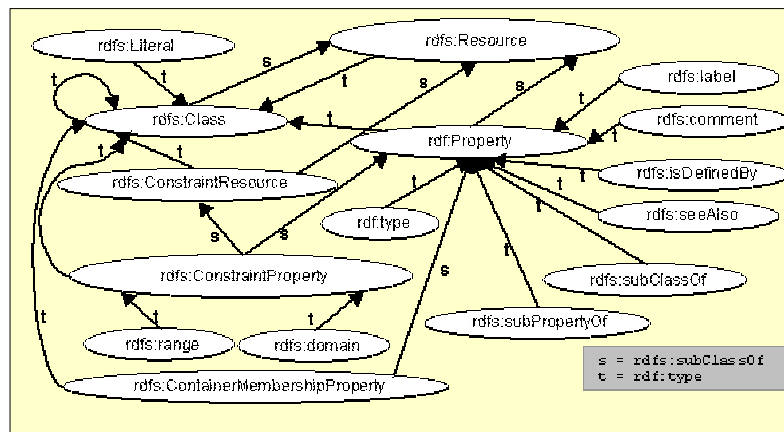 rdfs:Literal
rdfs:Resource
s
t
t
t
s
s
rdfs:label
t
rdfs:Class
rdfs:comment
t
t
rdf:Property
t
t
rdfs:ConstraintResource
t
rdfs:isDefinedBy
t
t
rdf:type
rdfs:seeAlso
s
s
t
t
rdfs:ConstraintProperty
s
rdfs:subClassOf
t
t
t
rdfs:subPropertyOf
rdfs:range
rdfs:domain
s = rdfs:subClassOf
t = rdf:type
rdfs:ContainerMembershipProperty